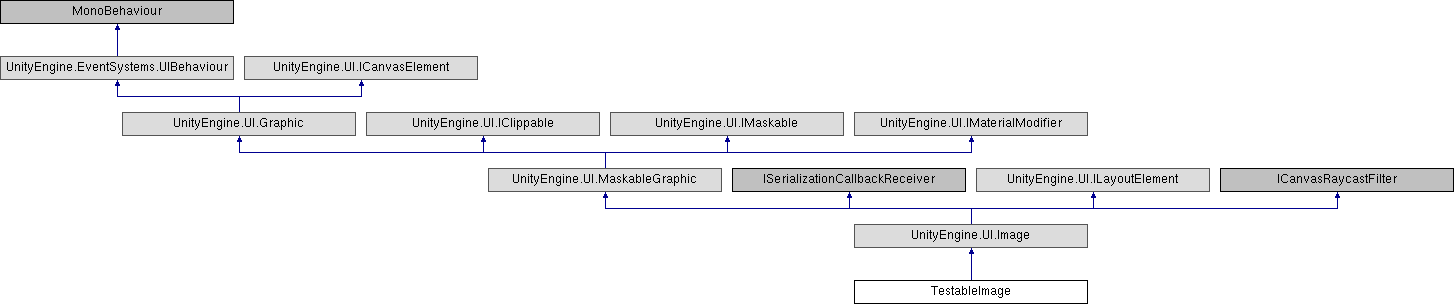 MonoBehaviour
UnityEngine.EventSystems.UIBehaviour
UnityEngine.UI.ICanvasElement
UnityEngine.UI.Graphic
UnityEngine.UI.IClippable
UnityEngine.UI.IMaskable
UnityEngine.UI.IMaterialModifier
UnityEngine.UI.MaskableGraphic
ISerializationCallbackReceiver
UnityEngine.UI.ILayoutElement
ICanvasRaycastFilter
UnityEngine.UI.Image
TestableImage